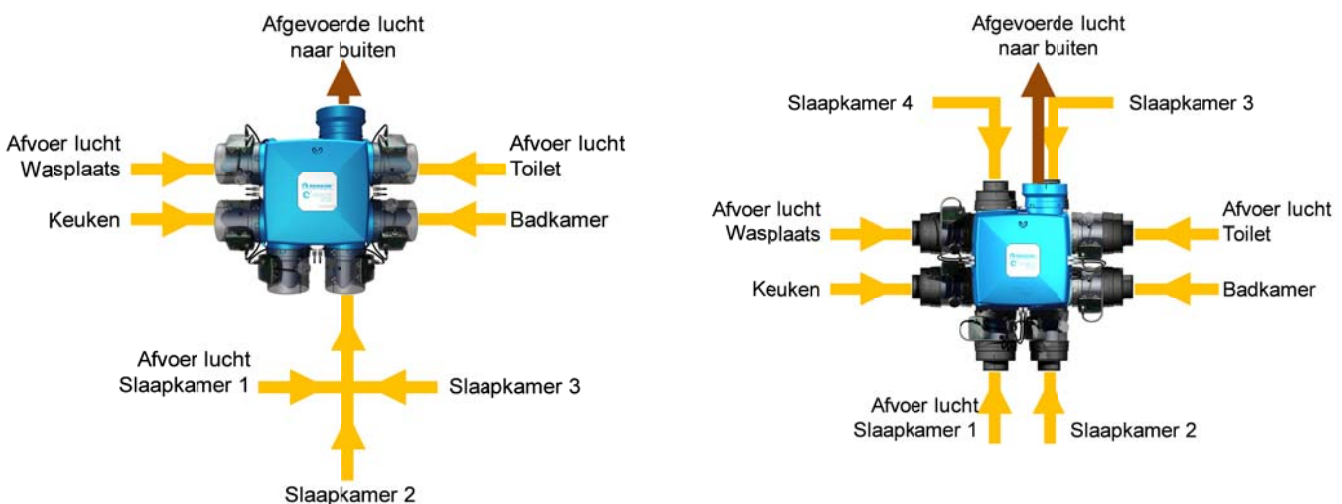 Afgevoerde lucht
naar buiten
Afvoer lucht
Wasplaats
Afvoer lucht
Toilet
Keuken
Badkamer
Afvoer lucht
Slaapkamer 1
Slaapkamer 3
Slaapkamer 2
Afgevoerde lucht
naar buiten
Slaapkamer 4
Slaapkamer 3
Afvoer lucht
Wasplaats
Afvoer lucht
Toilet
Keuken
Badkamer
Afvoer lucht
Slaapkamer 1
Slaapkamer 2